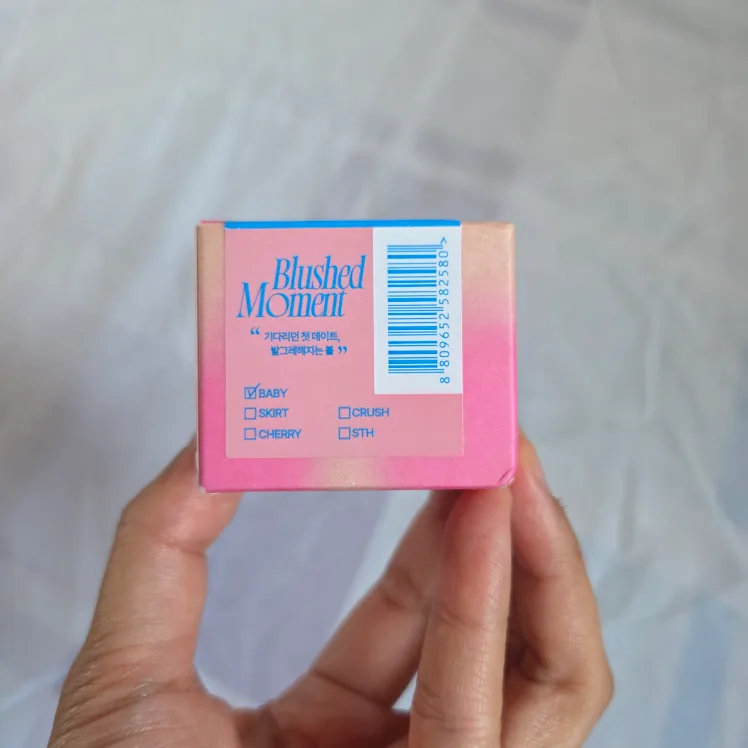 Blushed
Moment
“ 기다리던 첫 데이트,
발그레해지는 볼 ”
☑ BABY
☐ SKIRT ☐ CRUSH
☐ CHERRY ☐ STH
8 809652 582580 >